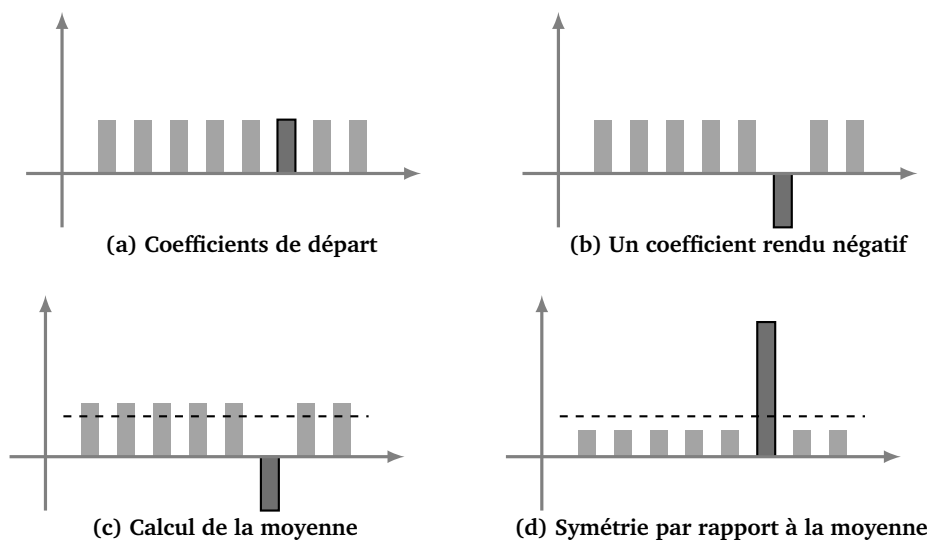 (a) Coefficients de départ
(b) Un coefficient rendu négatif
(c) Calcul de la moyenne
(d) Symétrie par rapport à la moyenne